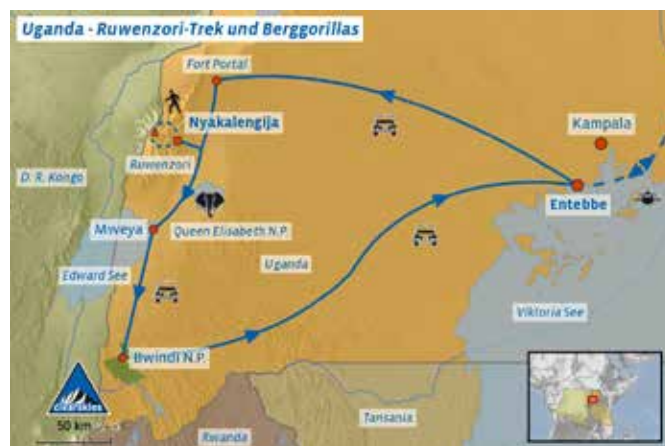 Uganda - Ruwenzori-Trek und Berggorillas
Fort Portal
Nyakalengija
Kampala
Ruwenzori
D. R. Kongo
Entebbe
Mweya
Queen Elisabeth N.P.
Uganda
Edward See
Viktoria See
Bwindi N.P.
clearskies
50 km
Tansania
Rwanda